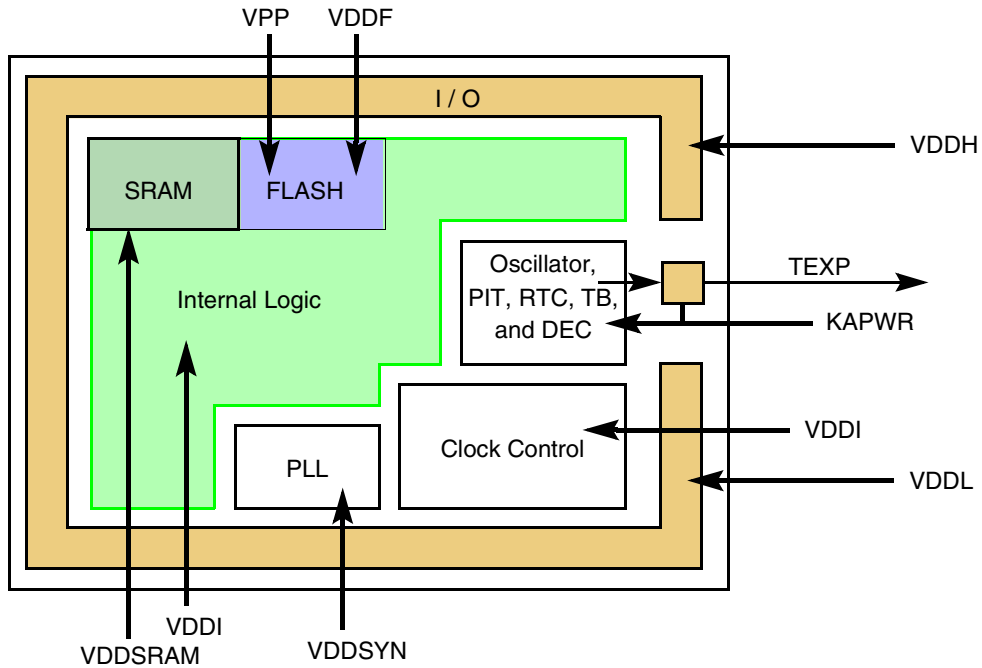 VPP
VDDF
I / O
VDDH
SRAM
FLASH
Oscillator,
PIT, RTC, TB,
and DEC
TEXP
Internal Logic
KAPWR
VDDI
Clock Control
PLL
VDDL
VDDI
VDDSYN
VDDSRAM